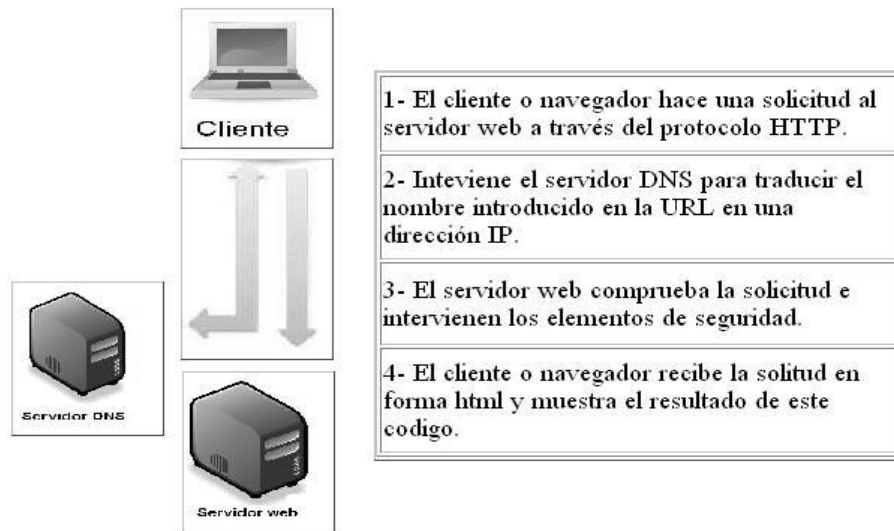 Cliente
Servidor DNS
Servidor web
1- El cliente o navegador hace una solicitud al
servidor web a través del protocolo HTTP.
2- Inteviene el servidor DNS para traducir el
nombre introducido en la URL en una
dirección IP.
3- El servidor web comprueba la solicitud e
intervienen los elementos de seguridad.
4- El cliente o navegador recibe la solitud en
forma html y muestra el resultado de este
codigo.